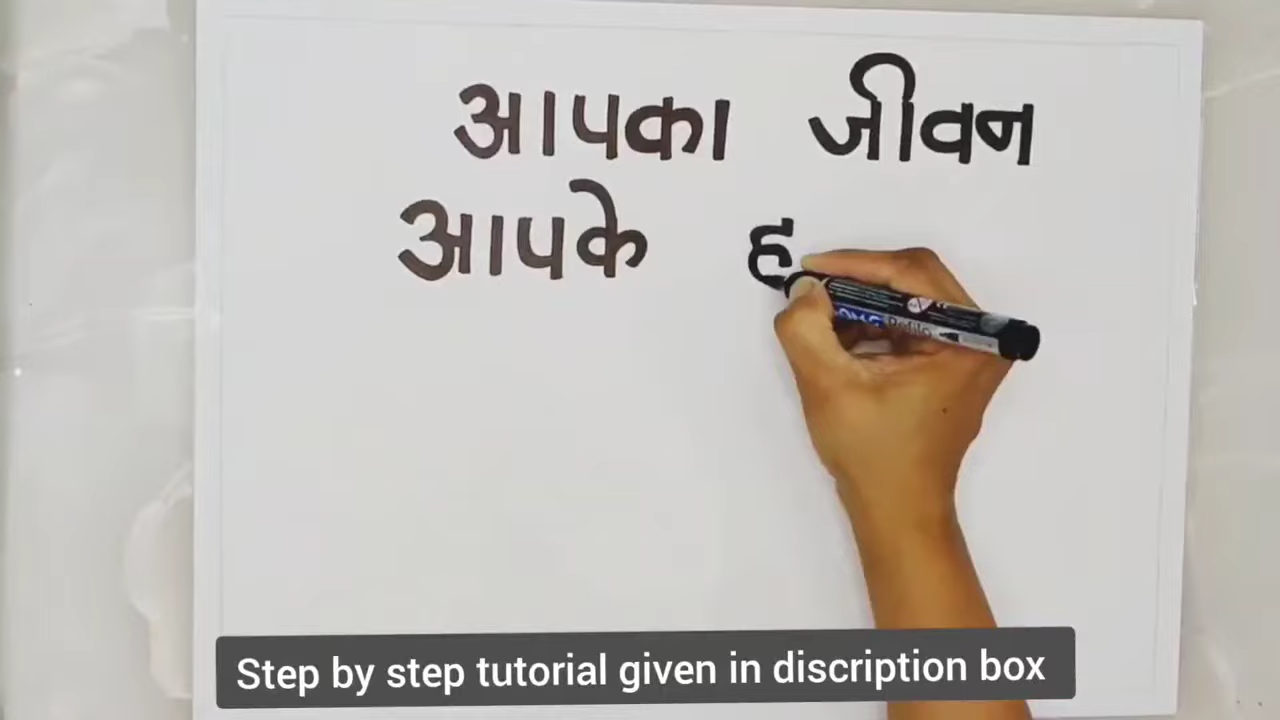 आपका जीवन
आपके ह
Step by step tutorial given in discription box